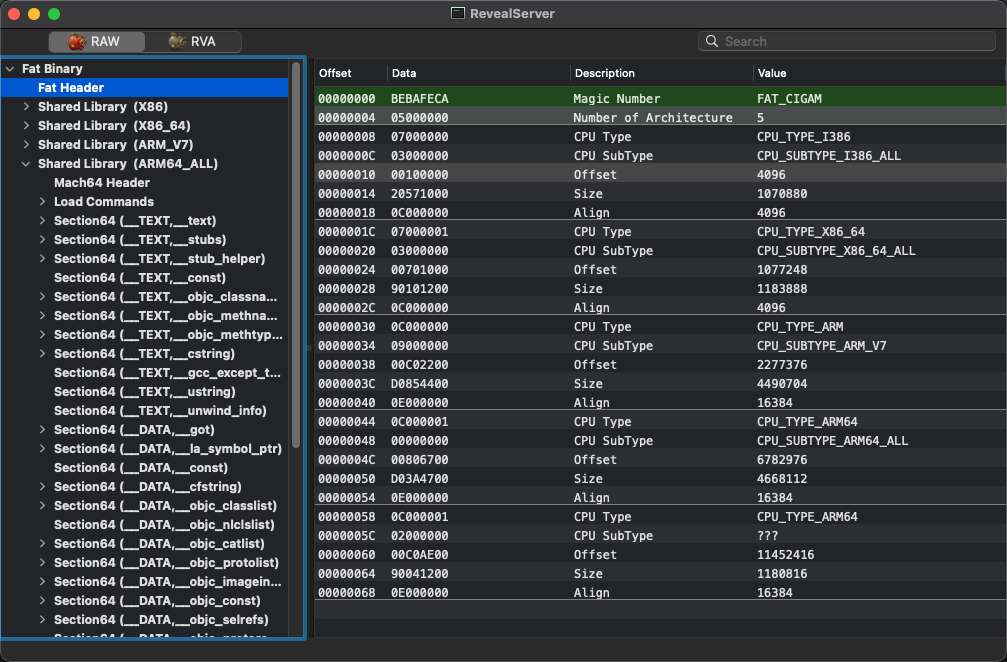 RevealServer
RAW RVA Search
Fat Binary
Fat Header
Shared Library (X86)
Shared Library (X86_64)
Shared Library (ARM_V7)
Shared Library (ARM64_ALL)
Mach64 Header
Load Commands
Section64 (__TEXT,__text)
Section64 (__TEXT,__stubs)
Section64 (__TEXT,__stub_helper)
Section64 (__TEXT,__const)
Section64 (__TEXT,__objc_classna...
Section64 (__TEXT,__objc_methna...
Section64 (__TEXT,__objc_methtyp...
Section64 (__TEXT,__cstring)
Section64 (__TEXT,__gcc_except_t...
Section64 (__TEXT,__ustring)
Section64 (__TEXT,__unwind_info)
Section64 (__DATA,__got)
Section64 (__DATA,__la_symbol_ptr)
Section64 (__DATA,__const)
Section64 (__DATA,__cfstring)
Section64 (__DATA,__objc_classlist)
Section64 (__DATA,__objc_nlclslist)
Section64 (__DATA,__objc_catlist)
Section64 (__DATA,__objc_protolist)
Section64 (__DATA,__objc_imagein...
Section64 (__DATA,__objc_const)
Section64 (__DATA,__objc_selrefs)
Offset Data Description Value
00000000 BEBAFECA Magic Number FAT_CIGAM
00000004 05000000 Number of Architecture 5
00000008 07000000 CPU Type CPU_TYPE_I386
0000000C 03000000 CPU SubType CPU_SUBTYPE_I386_ALL
00000010 00100000 Offset 4096
00000014 20571000 Size 1070880
00000018 0C000000 Align 4096
0000001C 07000001 CPU Type CPU_TYPE_X86_64
00000020 03000000 CPU SubType CPU_SUBTYPE_X86_64_ALL
00000024 00701000 Offset 1077248
00000028 90101200 Size 1183888
0000002C 0C000000 Align 4096
00000030 0C000000 CPU Type CPU_TYPE_ARM
00000034 09000000 CPU SubType CPU_SUBTYPE_ARM_V7
00000038 00C02200 Offset 2277376
0000003C D0854400 Size 4490704
00000040 0E000000 Align 16384
00000044 0C000001 CPU Type CPU_TYPE_ARM64
00000048 00000000 CPU SubType CPU_SUBTYPE_ARM64_ALL
0000004C 00806700 Offset 6782976
00000050 D03A4700 Size 4668112
00000054 0E000000 Align 16384
00000058 0C000001 CPU Type CPU_TYPE_ARM64
0000005C 02000000 CPU SubType ???
00000060 00C0AE00 Offset 11452416
00000064 90041200 Size 1180816
00000068 0E000000 Align 16384